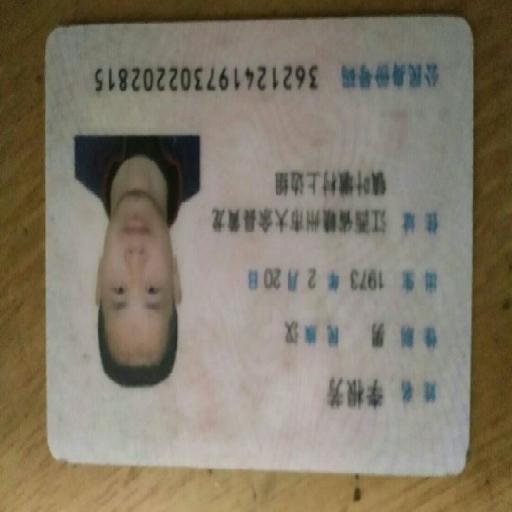 姓名 李根芳
性别 男 民族 汉
出生 1973 年 2 月 20 日
住址 江西省赣州市大余县黄龙
镇叶墩村上边组
公民身份号码 362124197302202815